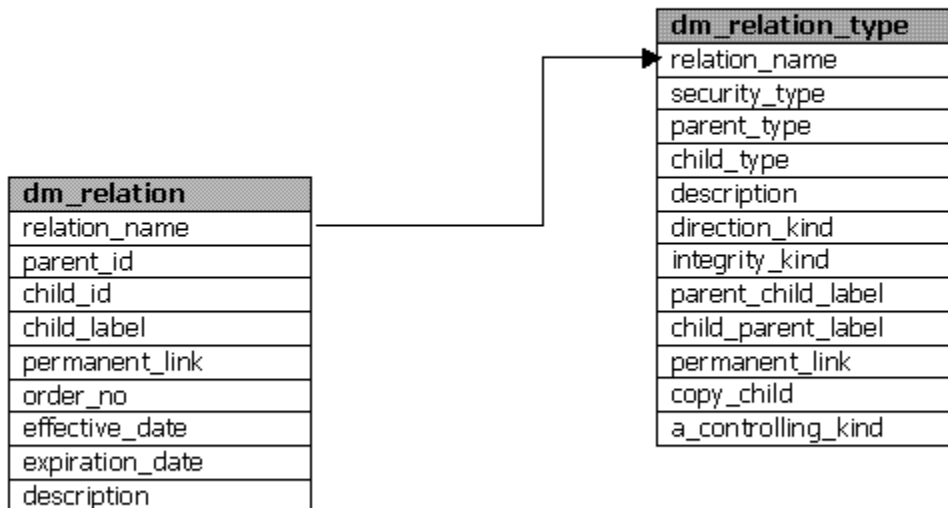 dm_relation_type
relation_name
security_type
parent_type
child_type
description
direction_kind
integrity_kind
parent_child_label
child_parent_label
permanent_link
copy_child
a_controlling_kind
dm_relation
relation_name
parent_id
child_id
child_label
permanent_link
order_no
effective_date
expiration_date
description